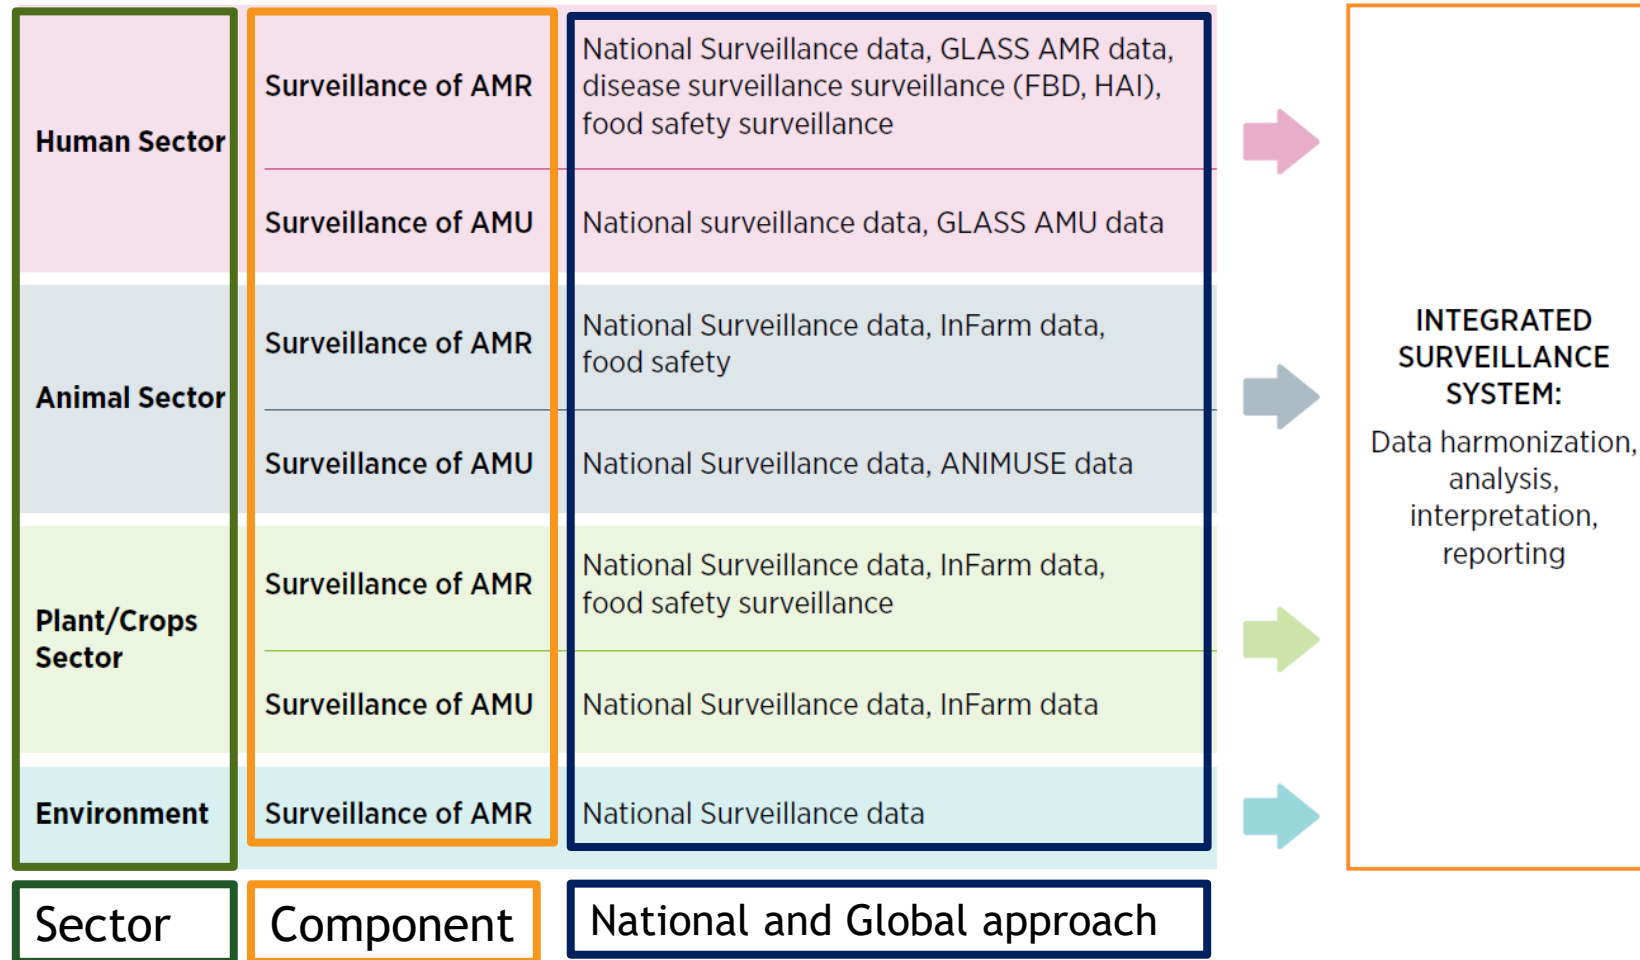 Human Sector
Surveillance of AMR
National Surveillance data, GLASS AMR data,
disease surveillance surveillance (FBD, HAI),
food safety surveillance
Surveillance of AMU
National surveillance data, GLASS AMU data
Animal Sector
Surveillance of AMR
National Surveillance data, InFarm data,
food safety
Surveillance of AMU
National Surveillance data, ANIMUSE data
Plant/Crops
Sector
Surveillance of AMR
National Surveillance data, InFarm data,
food safety surveillance
Surveillance of AMU
National Surveillance data, InFarm data
Environment
Surveillance of AMR
National Surveillance data
INTEGRATED
SURVEILLANCE
SYSTEM:
Data harmonization,
analysis,
interpretation,
reporting
Sector
Component
National and Global approach